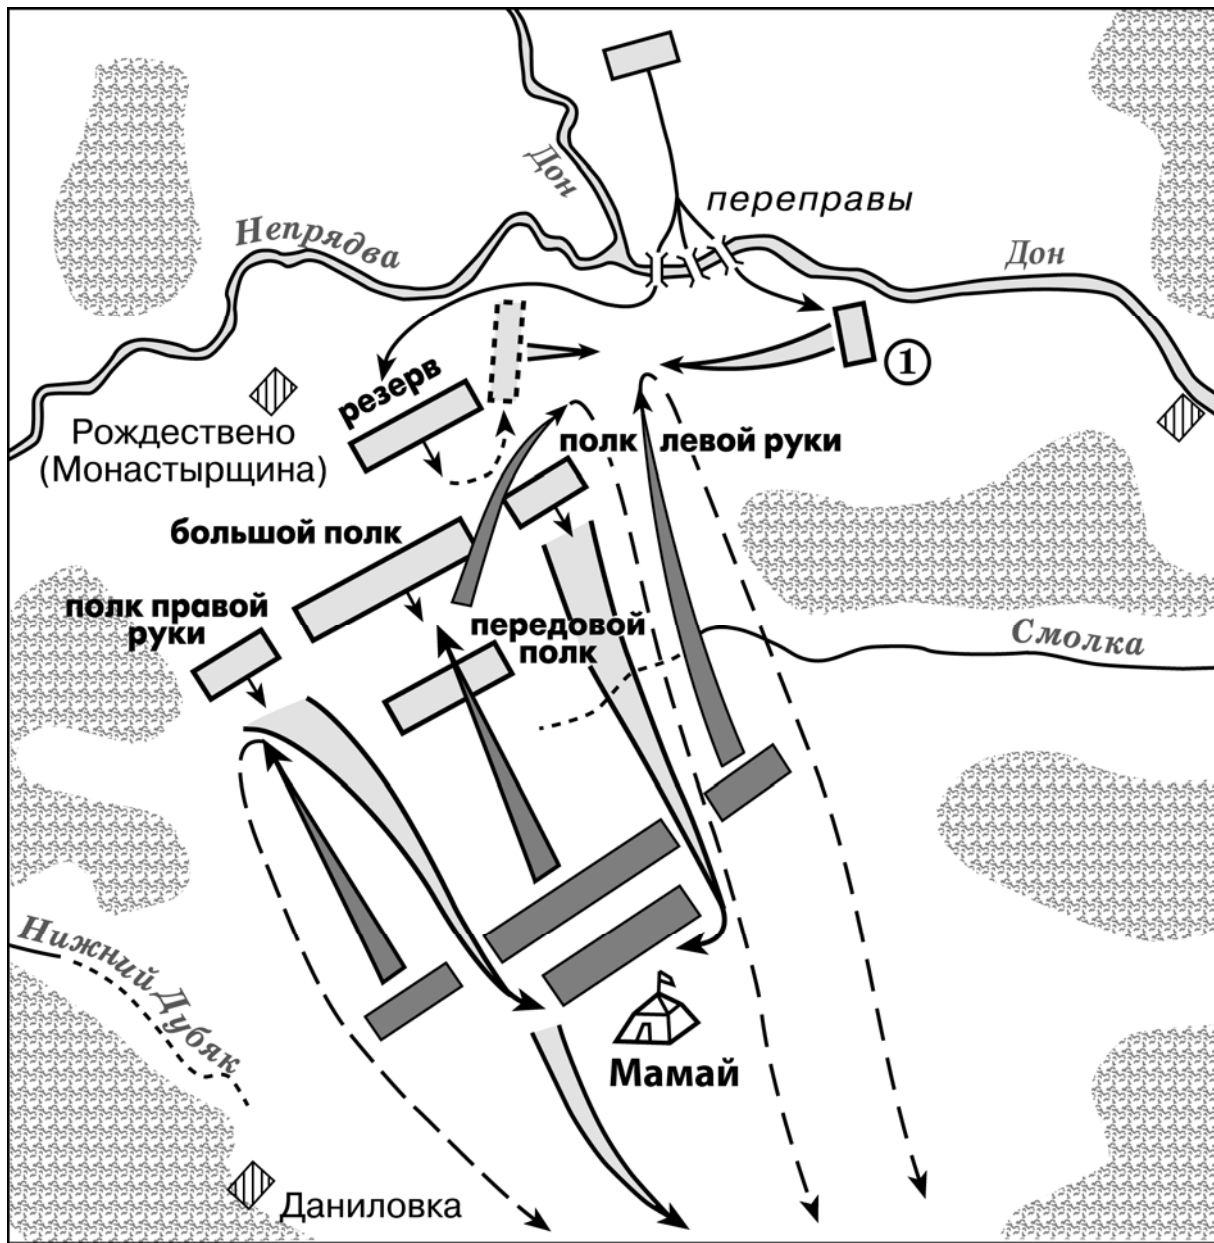 Дон
переправы
Непрядва
Дон
①
резерв
Рождествено
(Монастырщина)
полк левой руки
большой полк
полк правой
руки
передовой
полк
Смолка
Нижний Дубяк
Мамай
Даниловка